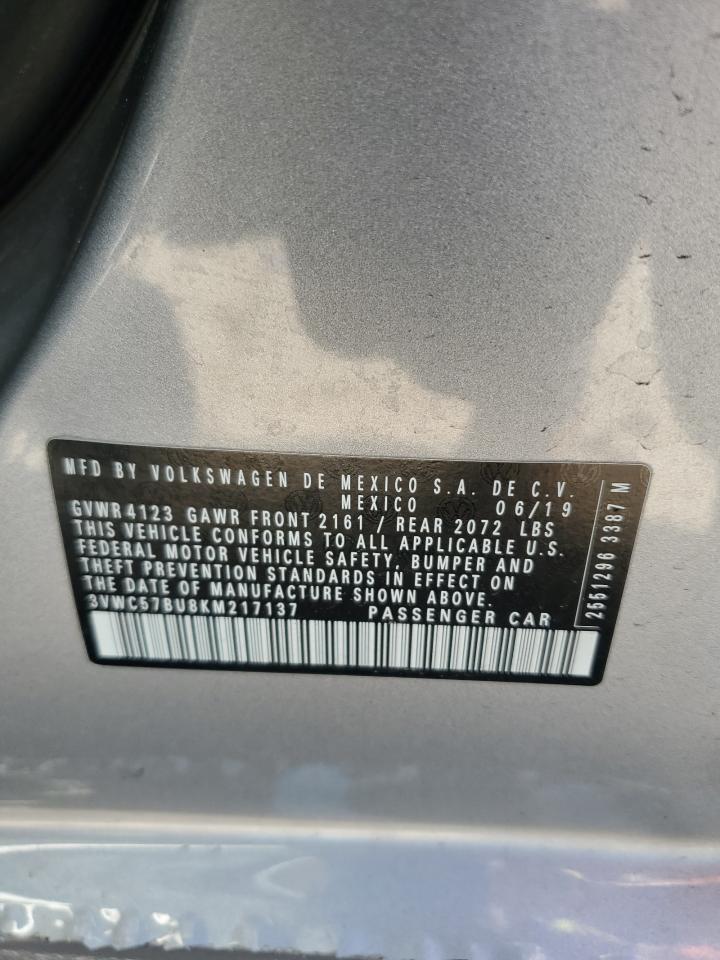 MFD BY VOLKSWAGEN DE MEXICO S.A. DE C.V.
MEXICO 06/19
GVWR 4123 GAWR FRONT 2161 / REAR 2072 LBS
THIS VEHICLE CONFORMS TO ALL APPLICABLE U.S.
FEDERAL MOTOR VEHICLE SAFETY, BUMPER AND
THEFT PREVENTION STANDARDS IN EFFECT ON
THE DATE OF MANUFACTURE SHOWN ABOVE.
3VWC57BU8KM217137 PASSENGER CAR
2551296 3387 M